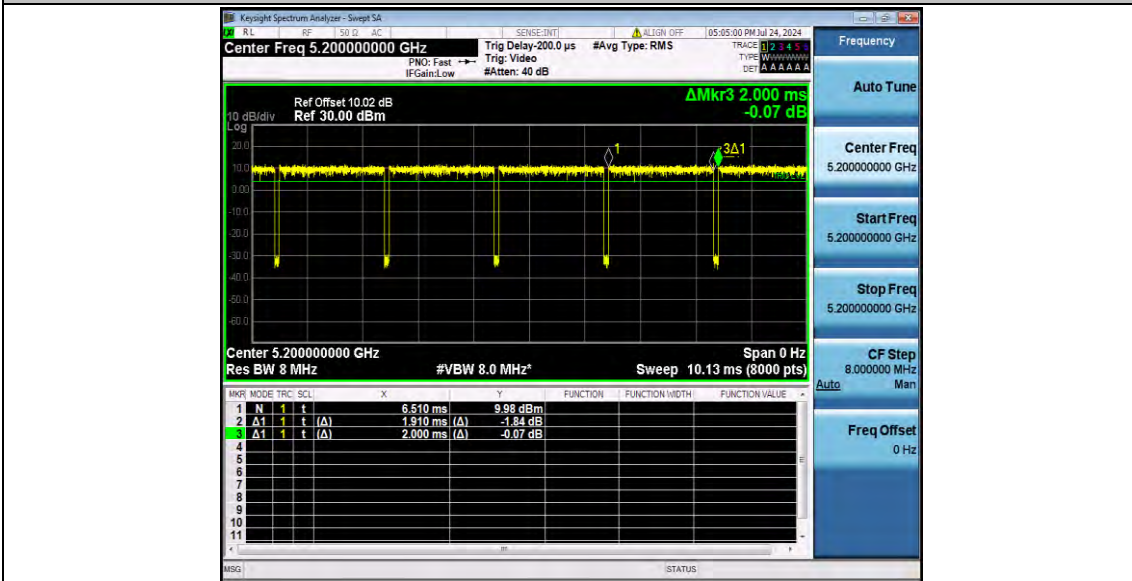 Keysight Spectrum Analyzer - Swept SA
RL RF 50 Ω AC SENSE:INT ALIGN OFF 05:05:00 PM Jul 24, 2024
Center Freq 5.200000000 GHz
PNO: Fast
IFGain:Low
Trig Delay-200.0 µs
Trig: Video
#Atten: 40 dB
#Avg Type: RMS
TRACE 1 2 3 4 5 6
TYPE WWWWWW
DET A A A A A A
ΔMkr3 2.000 ms
-0.07 dB
Ref Offset 10.02 dB
10 dB/div Ref 30.00 dBm
Log
20.0
10.0
0.00
-10.0
-20.0
-30.0
-40.0
-50.0
-60.0
1
3Δ1
Center 5.200000000 GHz Span 0 Hz
Res BW 8 MHz #VBW 8.0 MHz* Sweep 10.13 ms (8000 pts)
MKR MODE TRC SCL X Y FUNCTION FUNCTION WIDTH FUNCTION VALUE
1 N 1 t 6.510 ms 9.98 dBm
2 Δ1 1 t (Δ) 1.910 ms (Δ) -1.84 dB
3 Δ1 1 t (Δ) 2.000 ms (Δ) -0.07 dB
4
5
6
7
8
9
10
11
MSG STATUS
Frequency
Auto Tune
Center Freq
5.200000000 GHz
Start Freq
5.200000000 GHz
Stop Freq
5.200000000 GHz
CF Step
8.000000 MHz
Auto Man
Freq Offset
0 Hz